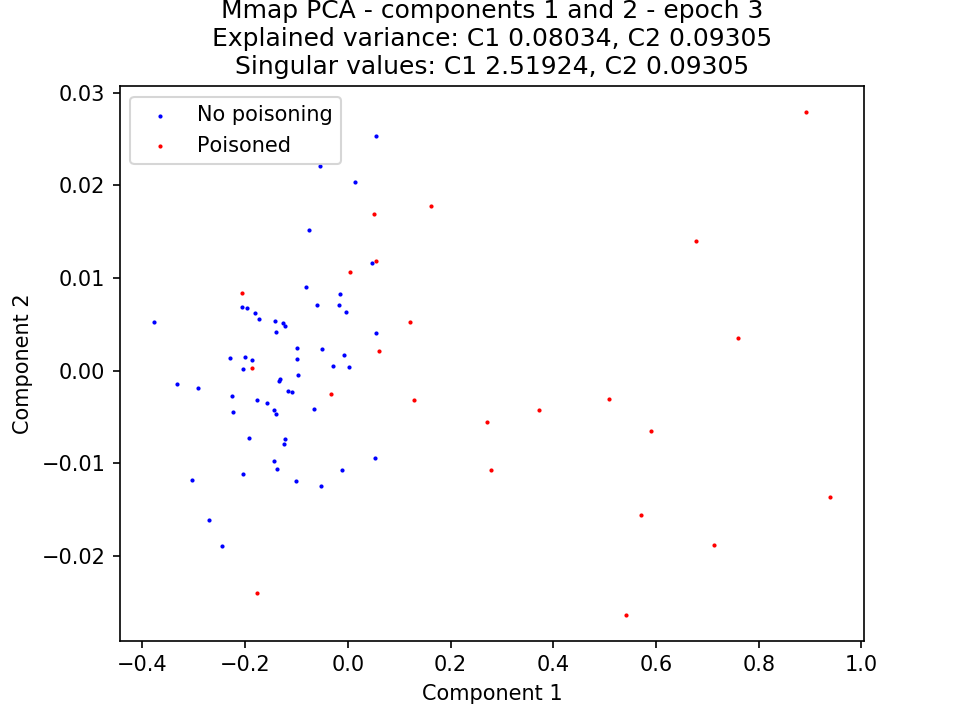 Mmap PCA - components 1 and 2 - epoch 3
Explained variance: C1 0.08034, C2 0.09305
Singular values: C1 2.51924, C2 0.09305
No poisoning
Poisoned
0.03
0.02
0.01
0.00
−0.01
−0.02
Component 2
−0.4
−0.2
0.0
0.2
0.4
0.6
0.8
1.0
Component 1